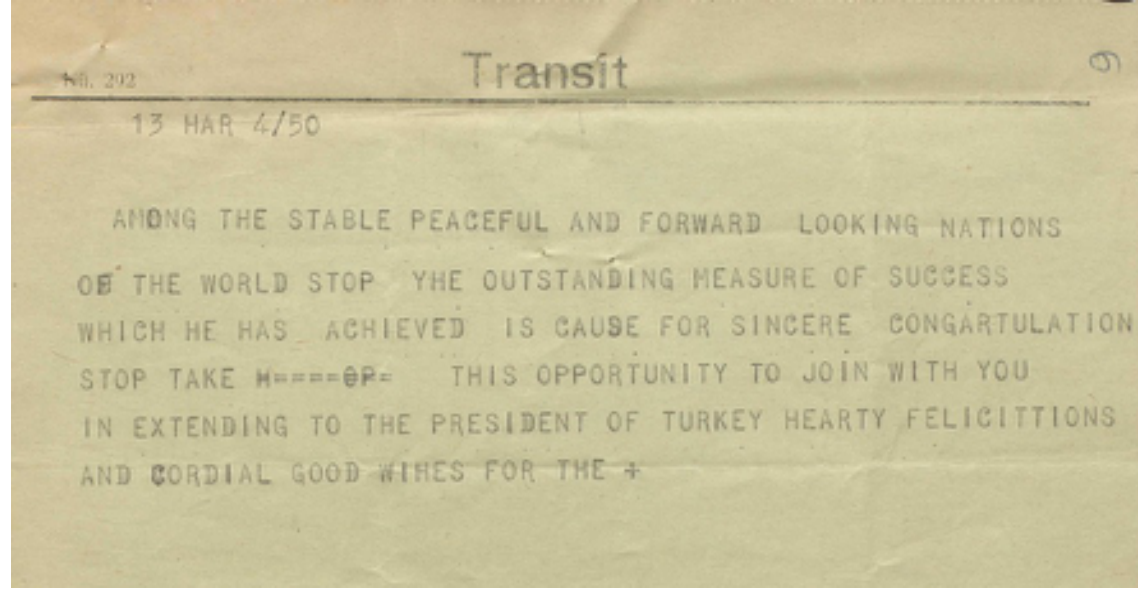 No. 292
Transit
9
13 HAR 4/50
AMONG THE STABLE PEACEFUL AND FORWARD LOOKING NATIONS
OF THE WORLD STOP YHE OUTSTANDING MEASURE OF SUCCESS
WHICH HE HAS ACHIEVED IS CAUSE FOR SINCERE CONGARTULATION
STOP TAKE THIS OPPORTUNITY TO JOIN WITH YOU
IN EXTENDING TO THE PRESIDENT OF TURKEY HEARTY FELICITTIONS
AND CORDIAL GOOD WIHES FOR THE +